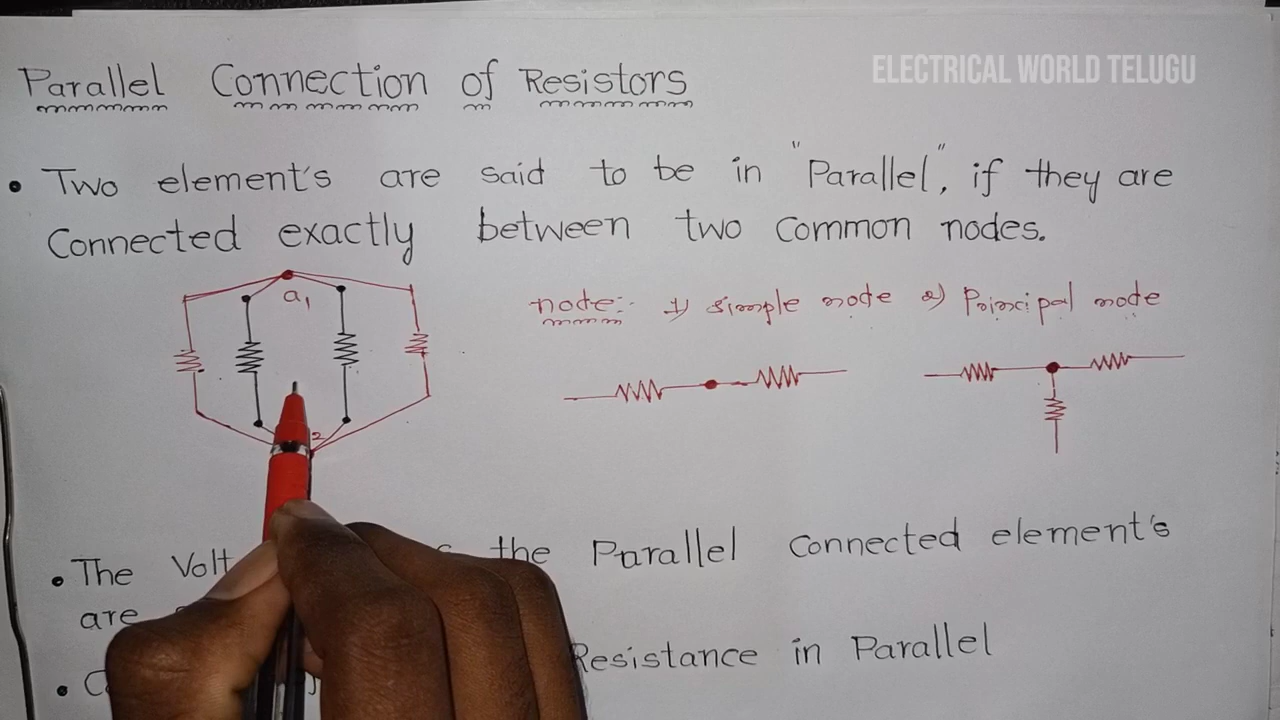 ELECTRICAL WORLD TELUGU
Parallel Connection of Resistors
• Two element's are said to be in "Parallel", if they are
Connected exactly between two Common nodes.
a1
2
node:- 1) Simple node 2) Principal node
• The the Parallel Connected element's
are
• Resistance in Parallel